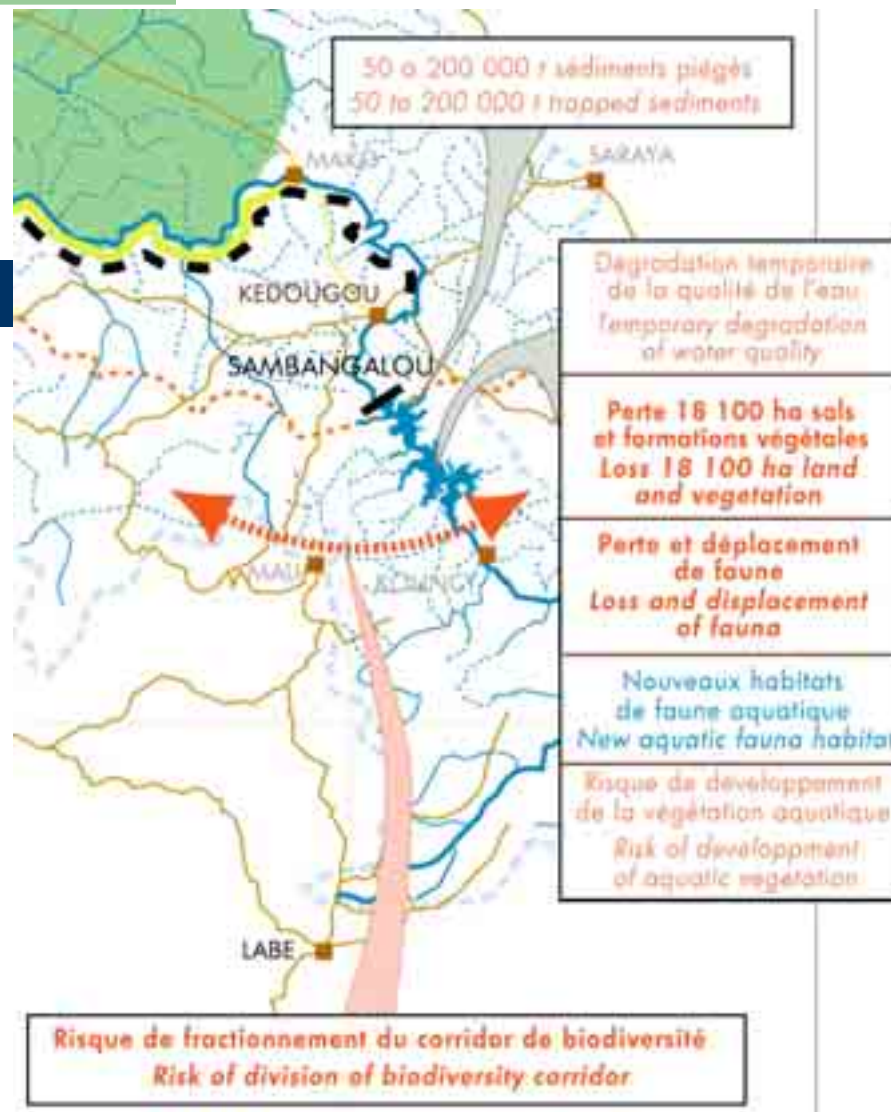 50 à 200 000 t sédiments piégés
50 to 200 000 t trapped sediments
MAKO
SARAYA
KEDOUGOU
SAMBANGALOU
Dégradation temporaire
de la qualité de l'eau
Temporary degradation
of water quality
Perte 18 100 ha sols
et formations végétales
Loss 18 100 ha land
and vegetation
Perte et déplacement
de faune
Loss and displacement
of fauna
MALI
Nouveaux habitats
de faune aquatique
New aquatic fauna habitat
Risque de développement
de la végétation aquatique
Risk of developpment
of aquatic vegetation
LABE
Risque de fractionnement du corridor de biodiversité
Risk of division of biodiversity corridor